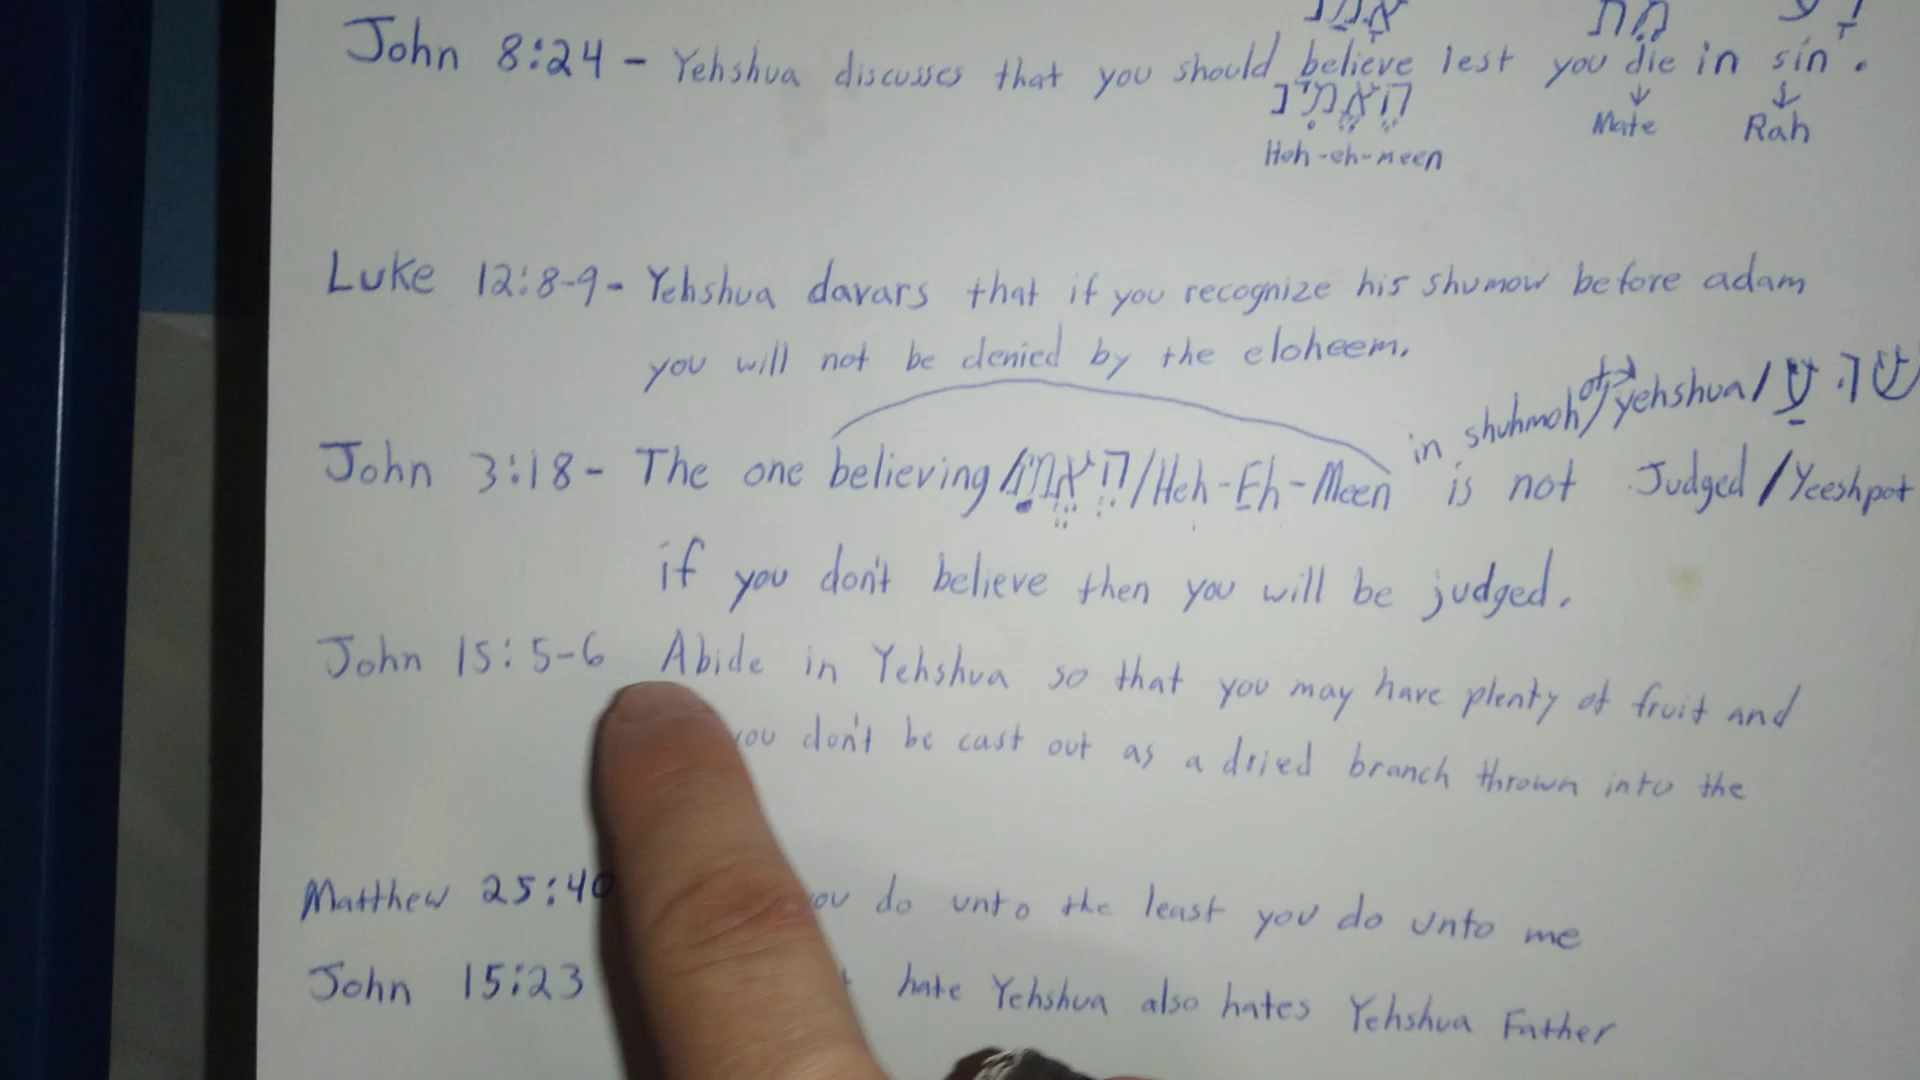 John 8:24 - Yehshua discusses that you should believe lest you die in sin.
Mate Rah
Heh-eh-meen
Luke 12:8-9- Yehshua davars that if you recognize his shumow before adam
you will not be denied by the eloheem.
in shuhmoh of yehshua/
John 3:18- The one believing / /Heh-Eh-Meen is not Judged/Yeeshpot
if you don't believe then you will be judged.
John 15:5-6 Abide in Yehshua so that you may have plenty of fruit and
you don't be cast out as a dried branch thrown into the
Matthew 25:40 you do unto the least you do unto me
John 15:23 hate Yehshua also hates Yehshua Father